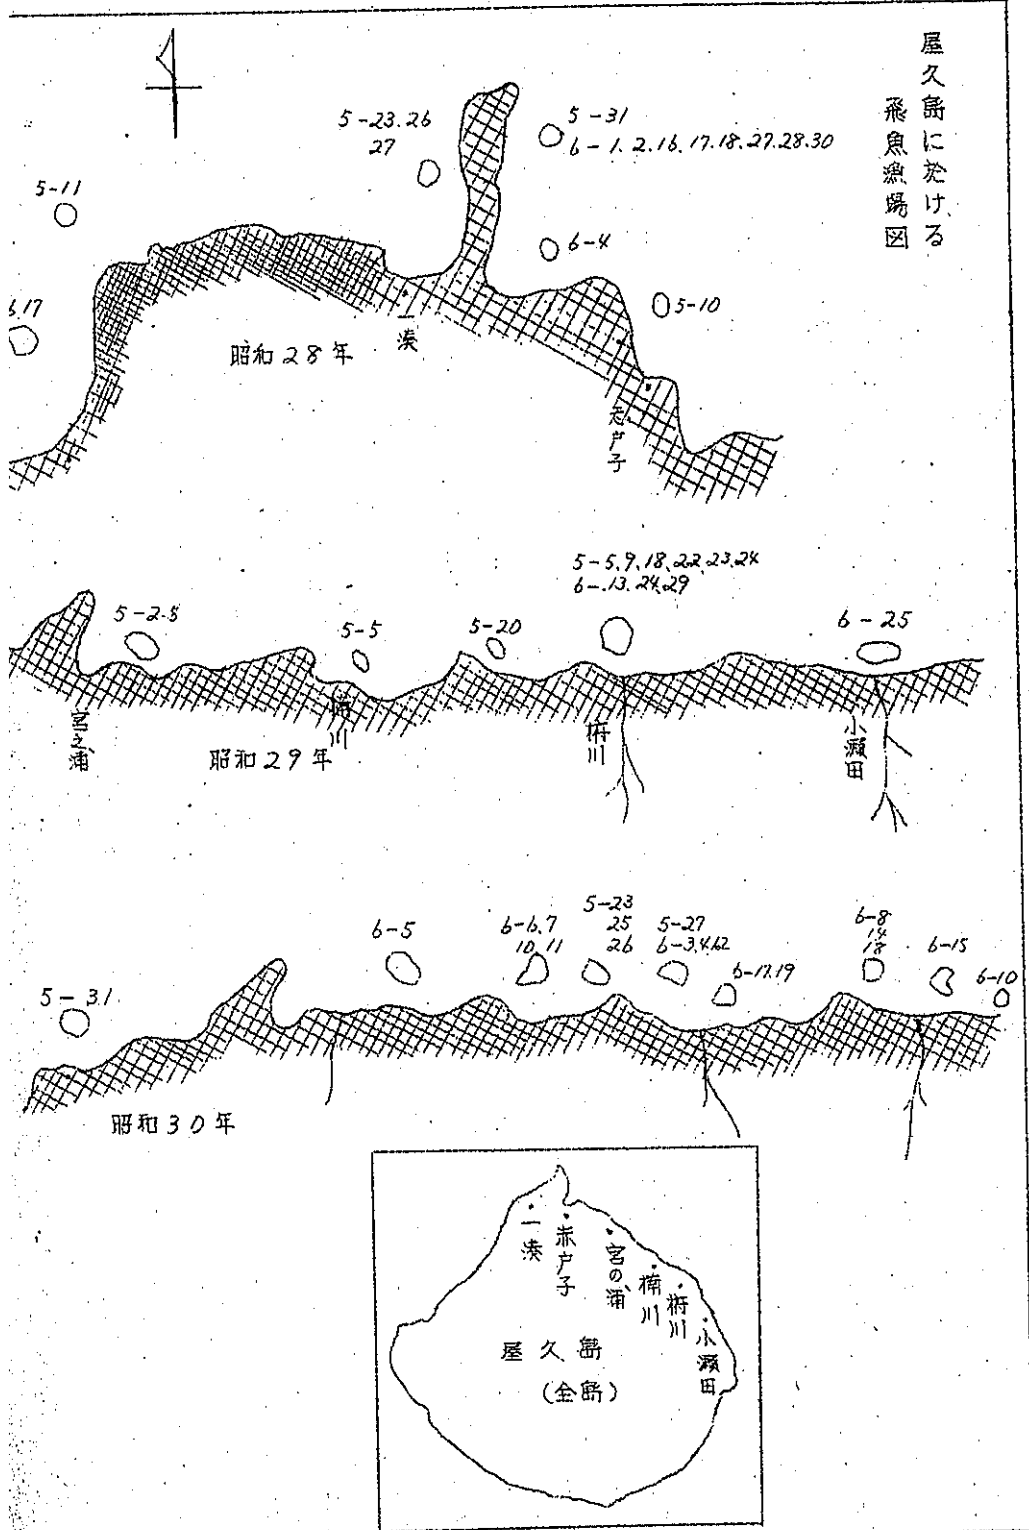 屋久島に於ける
飛魚漁場図
5-11
5-23.26
27
5-31
6-1.2.16.17.18.27.28.30
6-4
5-10
6,17
昭和28年
一湊
志戸子
5-2.8
5-5
5-20
5-5.9.18.22.23.24
6-.13.24.29
6-25
宮之浦
楠川
椨川
小瀬田
昭和29年
5-31
6-5
6-6.7
10.11
5-23
25
26
5-27
6-3.4.12
6-17.19
6-8
14
18
6-15
6-10
昭和30年
一湊
志戸子
宮の浦
楠川
椨川
小瀬田
屋久島
(全島)